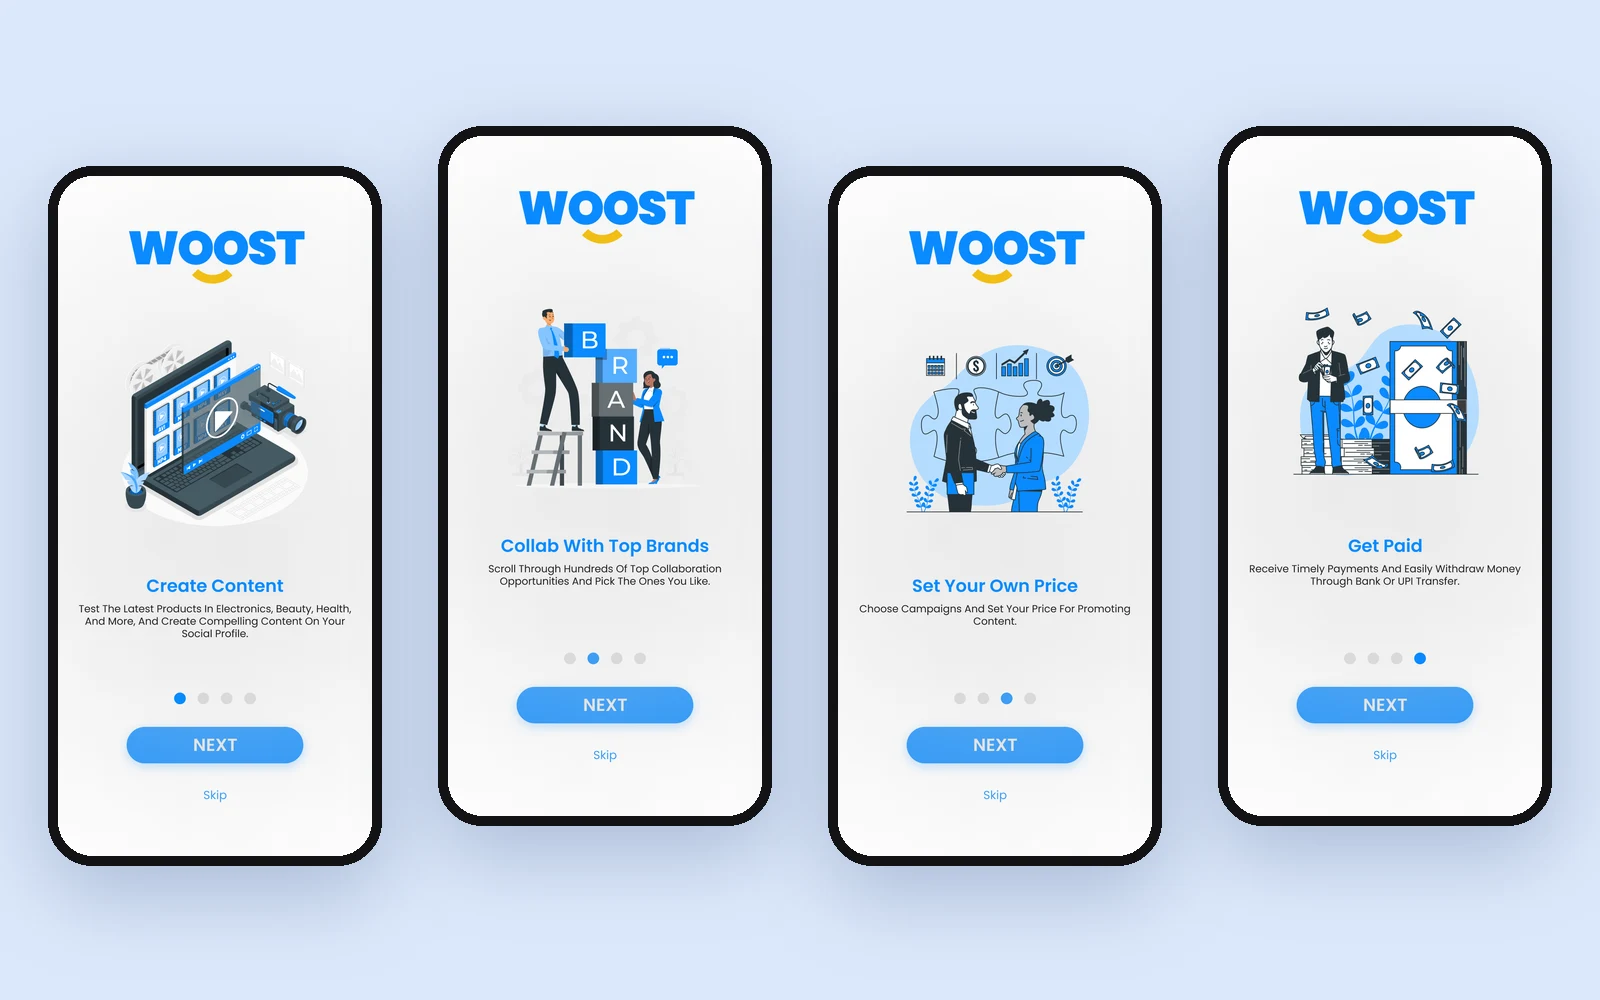 WOOST
Create Content
Test The Latest Products In Electronics, Beauty, Health,
And More, And Create Compelling Content On Your
Social Profile.
NEXT
Skip
WOOST
B
R
A
N
D
Collab With Top Brands
Scroll Through Hundreds Of Top Collaboration
Opportunities And Pick The Ones You Like.
NEXT
Skip
WOOST
$
Set Your Own Price
Choose Campaigns And Set Your Price For Promoting
Content.
NEXT
Skip
WOOST
Get Paid
Receive Timely Payments And Easily Withdraw Money
Through Bank Or UPI Transfer.
NEXT
Skip